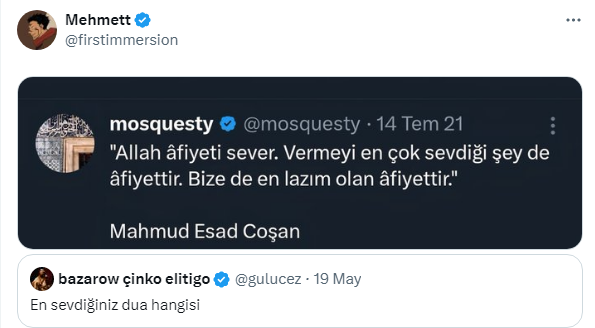 Mehmett
@firstimmersion
mosquesty @mosquesty · 14 Tem 21
"Allah âfiyeti sever. Vermeyi en çok sevdiği şey de
âfiyettir. Bize de en lazım olan âfiyettir."
Mahmud Esad Coşan
bazarow çinko elitigo @gulucez · 19 May
En sevdiğiniz dua hangisi